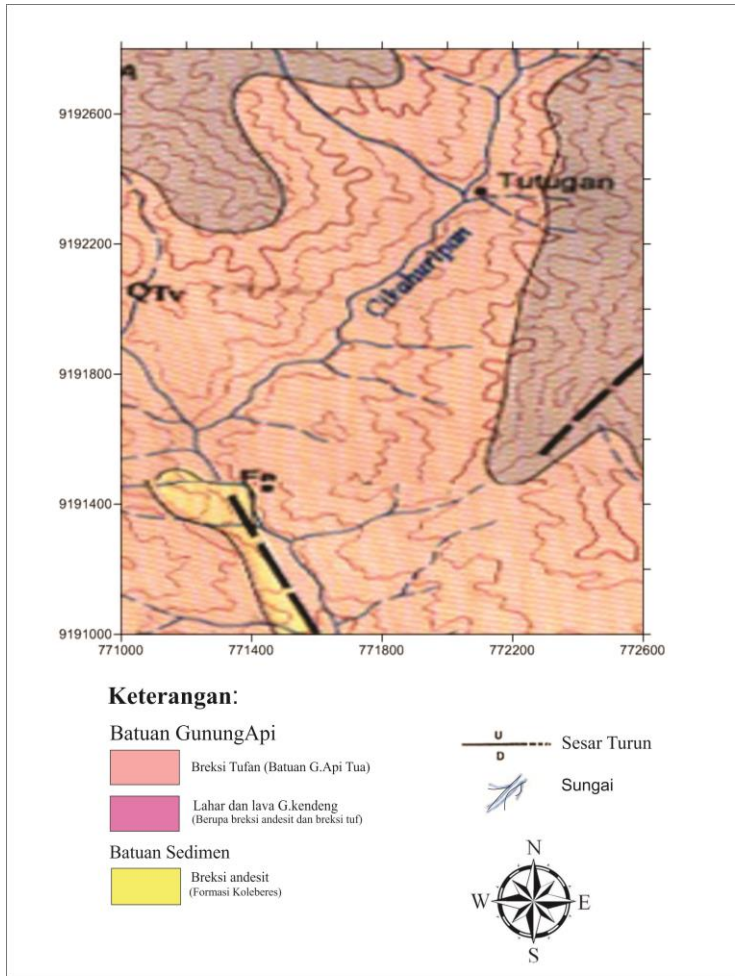 9192600
9192200
9191800
9191400
9191000
771000 771400 771800 772200 772600
Tutugan
QTv
Keterangan:
Batuan GunungApi
Breksi Tufan (Batuan G.Api Tua)
Lahar dan lava G.kendeng
(Berupa breksi andesit dan breksi tuf)
Batuan Sedimen
Breksi andesit
(Formasi Koleberes)
U
D
Sesar Turun
Sungai
N
W E
S